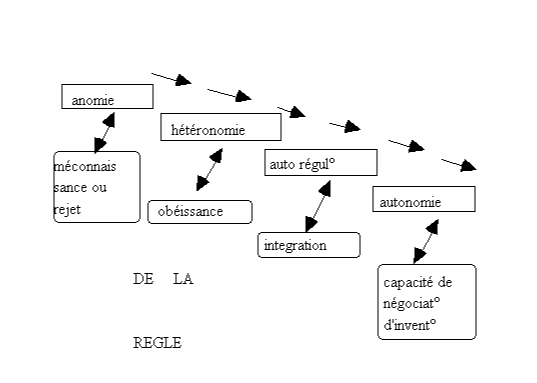 anomie
hétéronomie
auto régul°
autonomie
méconnais
sance ou
rejet
obéissance
integration
capacité de
négociat°
d'invent°
DE LA
REGLE